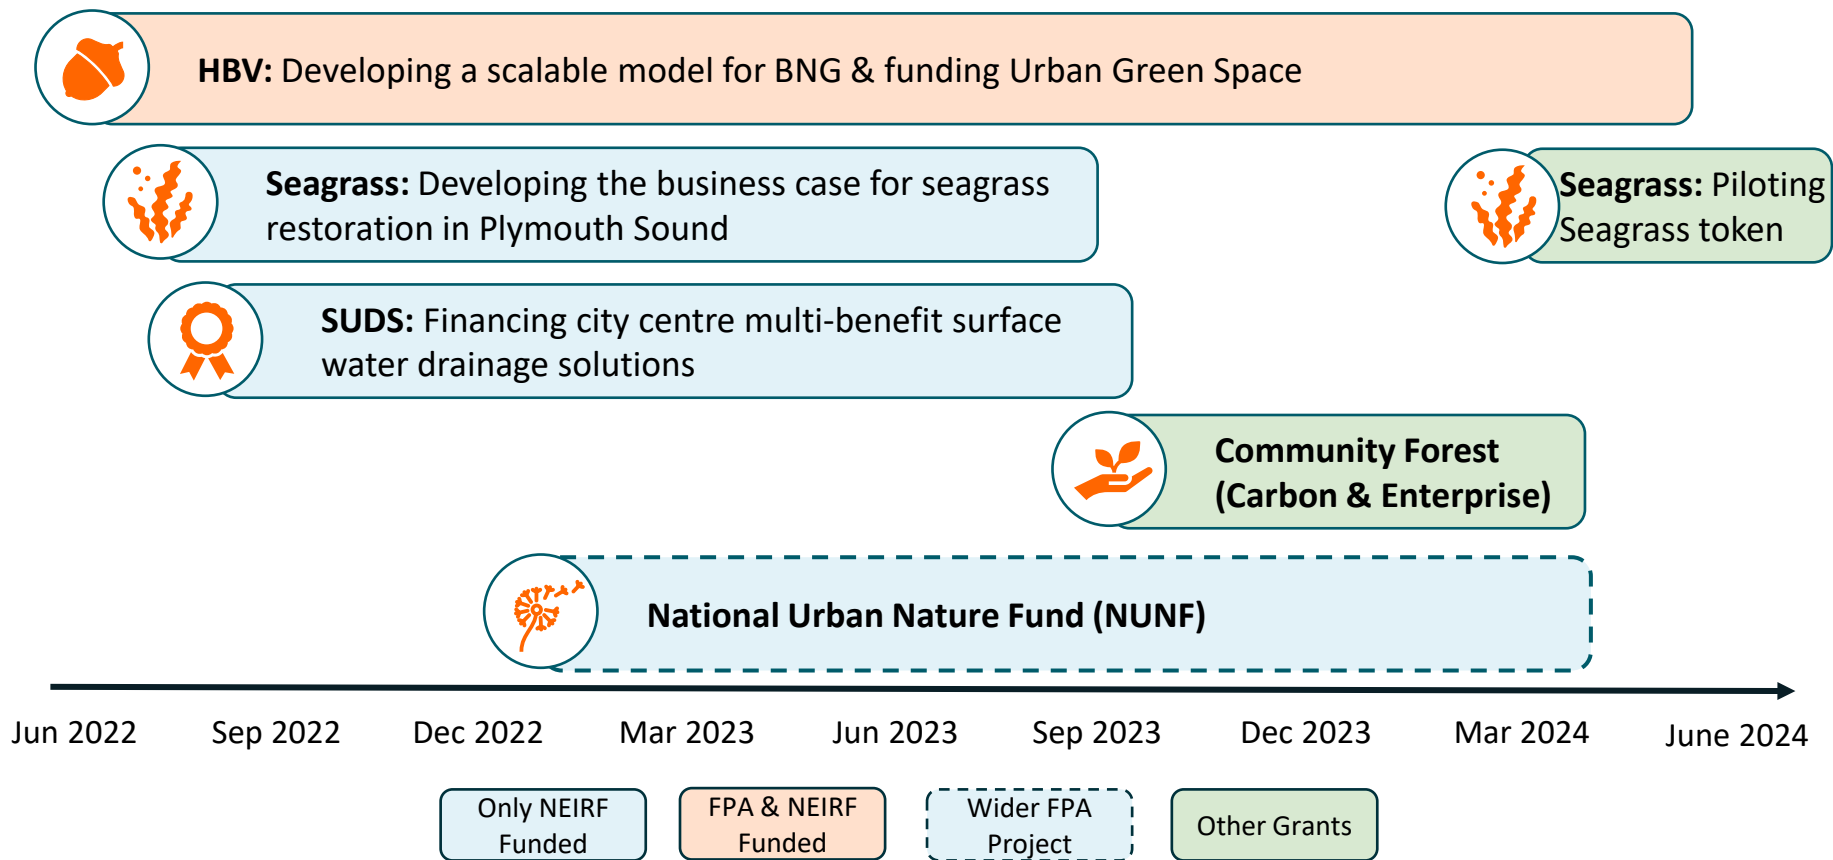 HBV: Developing a scalable model for BNG & funding Urban Green Space
Seagrass: Developing the business case for seagrass
restoration in Plymouth Sound
Seagrass: Piloting
Seagrass token
SUDS: Financing city centre multi-benefit surface
water drainage solutions
Community Forest
(Carbon & Enterprise)
National Urban Nature Fund (NUNF)
Jun 2022
Sep 2022
Dec 2022
Mar 2023
Jun 2023
Sep 2023
Dec 2023
Mar 2024
June 2024
Only NEIRF
Funded
FPA & NEIRF
Funded
Wider FPA
Project
Other Grants